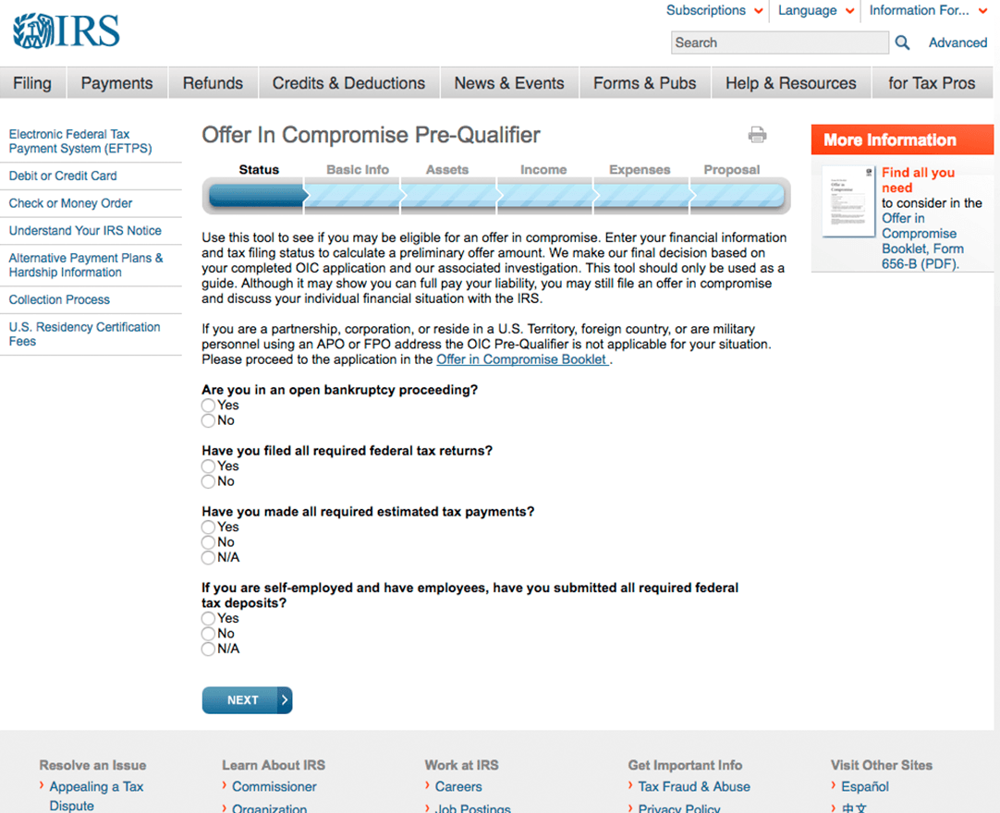 IRS
Subscriptions
Language
Information For...
Search
Advanced
Filing
Payments
Refunds
Credits & Deductions
News & Events
Forms & Pubs
Help & Resources
for Tax Pros
Electronic Federal Tax
Payment System (EFTPS)
Debit or Credit Card
Check or Money Order
Understand Your IRS Notice
Alternative Payment Plans &
Hardship Information
Collection Process
U.S. Residency Certification
Fees
Offer In Compromise Pre-Qualifier
Status
Basic Info
Assets
Income
Expenses
Proposal
Use this tool to see if you may be eligible for an offer in compromise. Enter your financial information
and tax filing status to calculate a preliminary offer amount. We make our final decision based on
your completed OIC application and our associated investigation. This tool should only be used as a
guide. Although it may show you can full pay your liability, you may still file an offer in compromise
and discuss your individual financial situation with the IRS.
If you are a partnership, corporation, or reside in a U.S. Territory, foreign country, or are military
personnel using an APO or FPO address the OIC Pre-Qualifier is not applicable for your situation.
Please proceed to the application in the Offer in Compromise Booklet .
Are you in an open bankruptcy proceeding?
Yes
No
Have you filed all required federal tax returns?
Yes
No
Have you made all required estimated tax payments?
Yes
No
N/A
If you are self-employed and have employees, have you submitted all required federal
tax deposits?
Yes
No
N/A
NEXT
More Information
Find all you
need
to consider in the
Offer in
Compromise
Booklet, Form
656-B (PDF).
Resolve an Issue
Appealing a Tax
Dispute
Learn About IRS
Commissioner
Organization
Work at IRS
Careers
Job Postings
Get Important Info
Tax Fraud & Abuse
Privacy Policy
Visit Other Sites
Español
中文